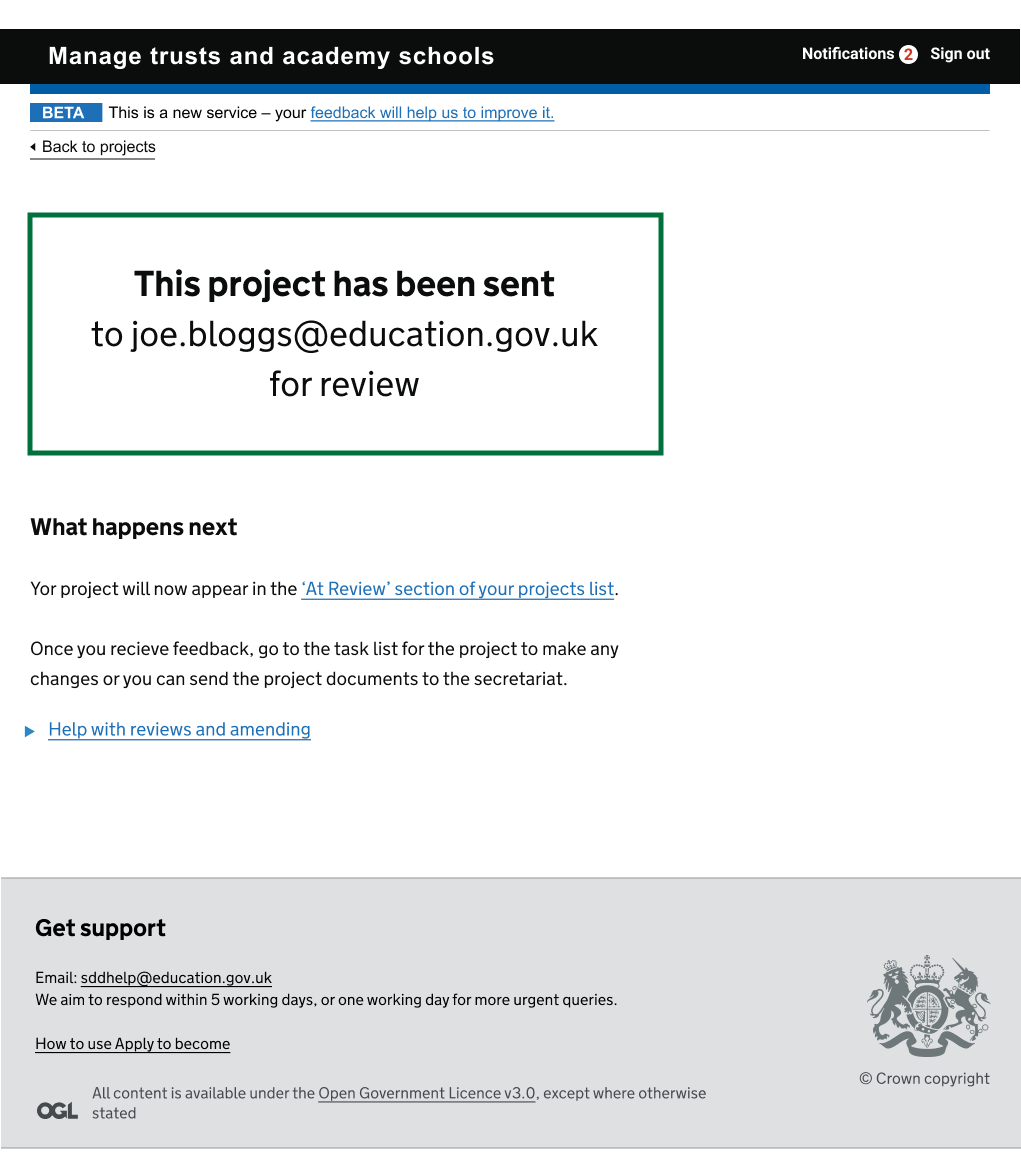 Manage trusts and academy schools
Notifications 2 Sign out
BETA This is a new service – your feedback will help us to improve it.
Back to projects
This project has been sent
to joe.bloggs@education.gov.uk
for review
What happens next
Yor project will now appear in the ‘At Review’ section of your projects list.
Once you recieve feedback, go to the task list for the project to make any
changes or you can send the project documents to the secretariat.
Help with reviews and amending
Get support
Email: sddhelp@education.gov.uk
We aim to respond within 5 working days, or one working day for more urgent queries.
How to use Apply to become
© Crown copyright
OGL All content is available under the Open Government Licence v3.0, except where otherwise
stated